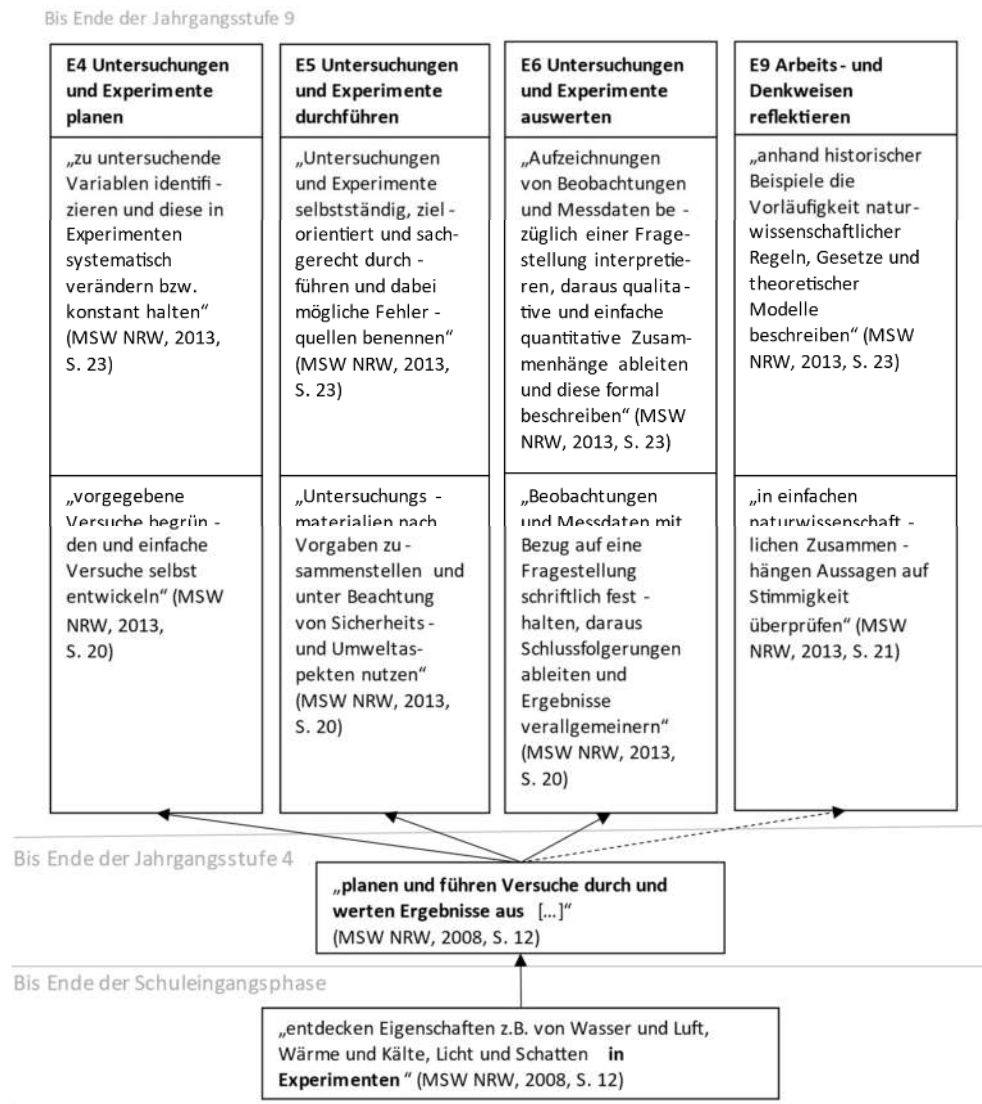 Bis Ende der Jahrgangsstufe 9
E4 Untersuchungen
und Experimente
planen
„zu untersuchende
Variablen identifi -
zieren und diese in
Experimenten
systematisch
verändern bzw.
konstant halten“
(MSW NRW, 2013,
S. 23)
„vorgegebene
Versuche begrün -
den und einfache
Versuche selbst
entwickeln“ (MSW
NRW, 2013,
S. 20)
E5 Untersuchungen
und Experimente
durchführen
„Untersuchungen
und Experimente
selbstständig, ziel -
orientiert und sach-
gerecht durch -
führen und dabei
mögliche Fehler -
quellen benennen“
(MSW NRW, 2013,
S. 23)
„Untersuchungs -
materialien nach
Vorgaben zu -
sammenstellen und
unter Beachtung
von Sicherheits -
und Umweltas-
pekten nutzen“
(MSW NRW, 2013,
S. 20)
E6 Untersuchungen
und Experimente
auswerten
„Aufzeichnungen
von Beobachtungen
und Messdaten be -
züglich einer Frage-
stellung interpretie-
ren, daraus qualita-
tive und einfache
quantitative Zusam-
menhänge ableiten
und diese formal
beschreiben“ (MSW
NRW, 2013, S. 23)
„Beobachtungen
und Messdaten mit
Bezug auf eine
Fragestellung
schriftlich fest -
halten, daraus
Schlussfolgerungen
ableiten und
Ergebnisse
verallgemeinern“
(MSW NRW, 2013,
S. 20)
E9 Arbeits - und
Denkweisen
reflektieren
„anhand historischer
Beispiele die
Vorläufigkeit natur-
wissenschaftlicher
Regeln, Gesetze und
theoretischer
Modelle
beschreiben“ (MSW
NRW, 2013, S. 23)
„in einfachen
naturwissenschaft -
lichen Zusammen -
hängen Aussagen auf
Stimmigkeit
überprüfen“ (MSW
NRW, 2013, S. 21)
Bis Ende der Jahrgangsstufe 4
„planen und führen Versuche durch und
werten Ergebnisse aus [...]“
(MSW NRW, 2008, S. 12)
Bis Ende der Schuleingangsphase
„entdecken Eigenschaften z.B. von Wasser und Luft,
Wärme und Kälte, Licht und Schatten in
Experimenten “ (MSW NRW, 2008, S. 12)